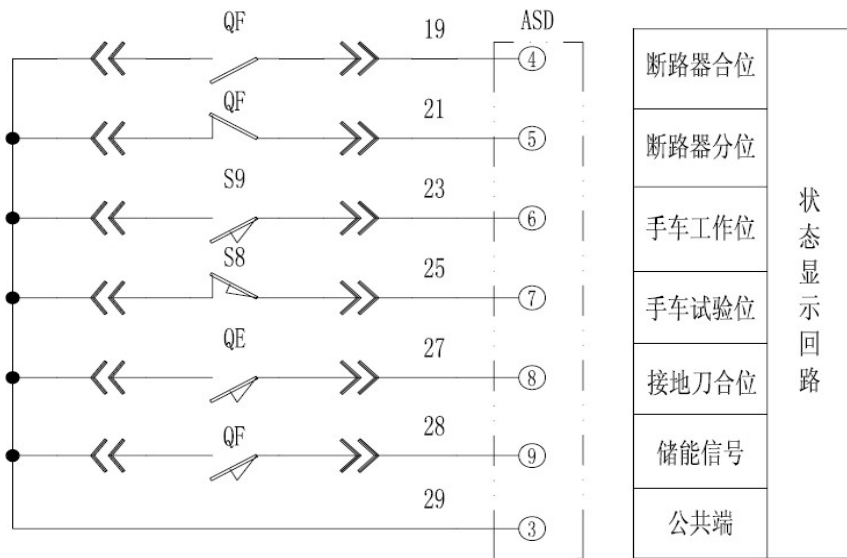 QF 19 ASD
④ 断路器合位
QF 21
⑤ 断路器分位
S9 23
⑥ 手车工作位
S8 25
⑦ 手车试验位
QE 27
⑧ 接地刀合位
QF 28
⑨ 储能信号
29
③ 公共端
状态显示回路